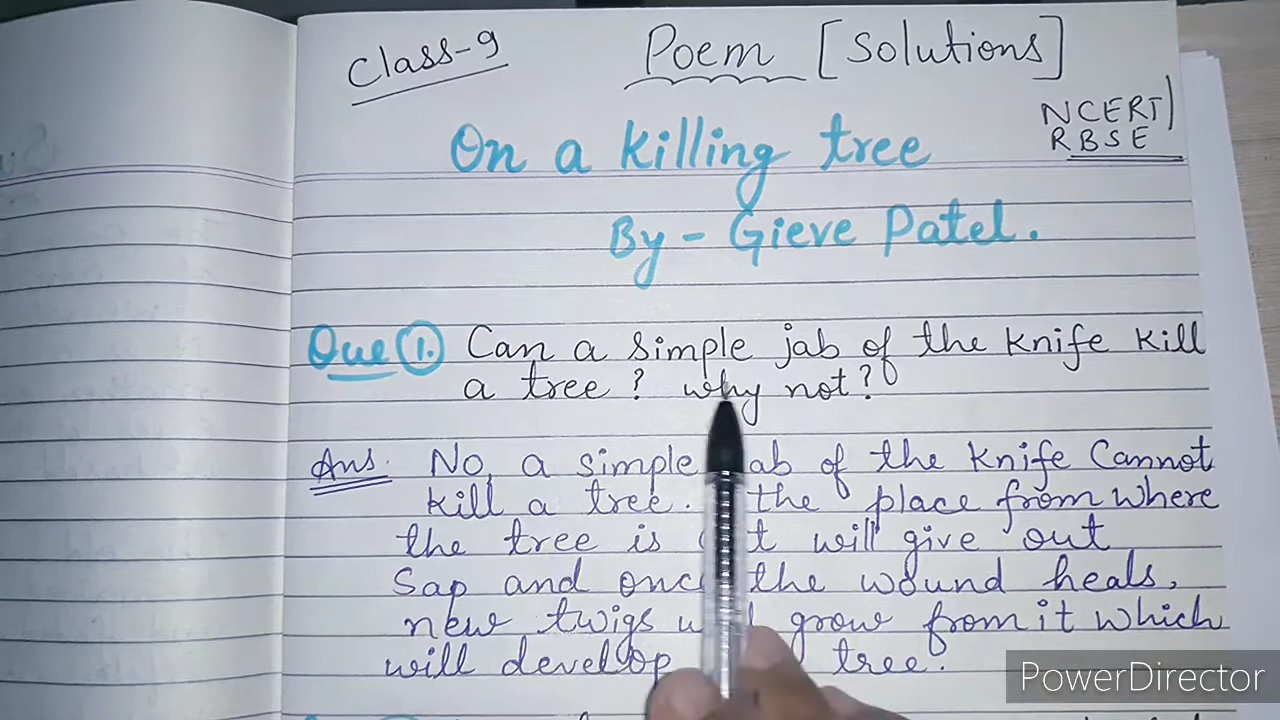 Class-9
Poem [Solutions]
NCERT/
RBSE
On a killing tree
By - Gieve Patel.
Que 1. Can a simple jab of the knife kill
a tree? why not?
Ans. No, a simple jab of the knife Cannot
kill a tree. the place from where
the tree is cut will give out
Sap and once the wound heals,
new twigs will grow from it which
will develop tree.
PowerDirector